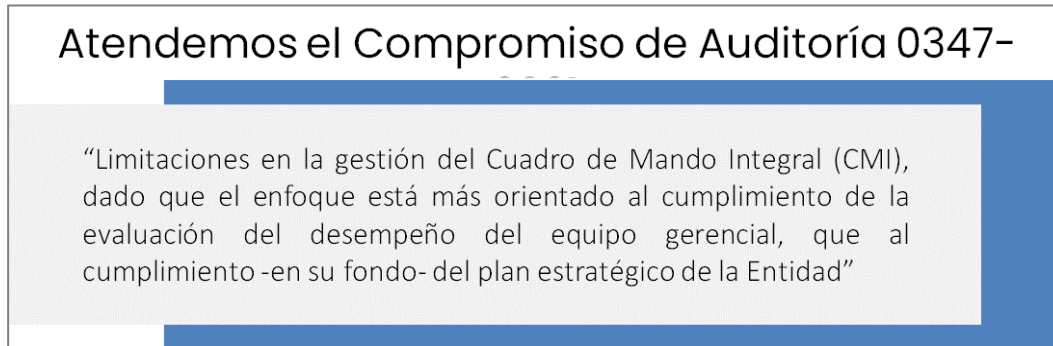 Atendemos el Compromiso de Auditoría 0347-
“Limitaciones en la gestión del Cuadro de Mando Integral (CMI),
dado que el enfoque está más orientado al cumplimiento de la
evaluación del desempeño del equipo gerencial, que al
cumplimiento -en su fondo- del plan estratégico de la Entidad”